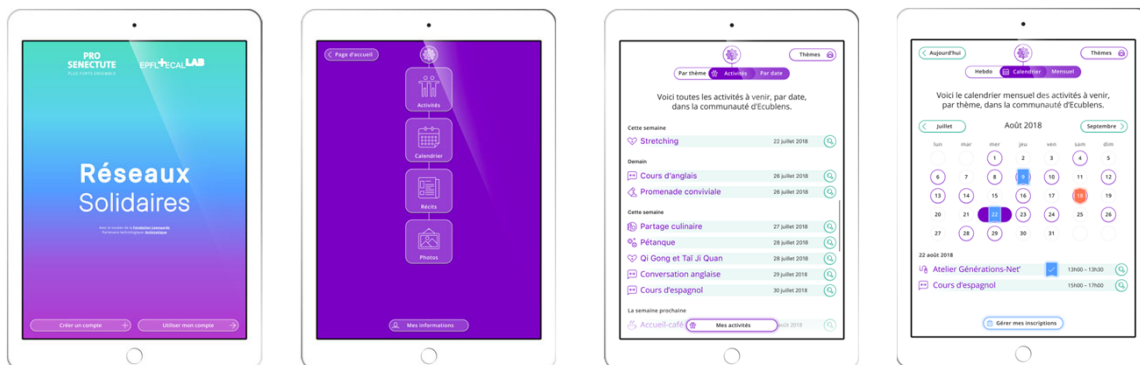 PRO
SENECTUTE
PLUS FORTS ENSEMBLE
EPFL+ECAL LAB
Réseaux
Solidaires
Créer un compte
Utiliser mon compte
Page d'accueil
Activités
Calendrier
Récits
Photos
Mes informations
Thèmes
Par thème Activités Par date
Voici toutes les activités à venir, par date,
dans la communauté d'Ecublens.
Cette semaine
Stretching 22 juillet 2018
Demain
Cours d'anglais 26 juillet 2018
Promenade conviviale 26 juillet 2018
Cette semaine
Partage culinaire 27 juillet 2018
Pétanque 28 juillet 2018
Qi Gong et Taï Ji Quan 28 juillet 2018
Conversation anglaise 29 juillet 2018
Cours d'espagnol 30 juillet 2018
La semaine prochaine
Accueil-café août 2018
Mes activités
Aujourd'hui
Thèmes
Hebdo Calendrier Mensuel
Voici le calendrier mensuel des activités à venir,
par thème, dans la communauté d'Ecublens.
Juillet Août 2018 Septembre
lun mar mer jeu ven sam dim
1 2 3 4 5
6 7 8 9 10 11 12
13 14 15 16 17 18 19
20 21 22 23 24 25 26
27 28 29 30 31
22 août 2018
Atelier Générations-Net' 13h00 – 13h30
Cours d'espagnol 15h00 – 17h00
Gérer mes inscriptions